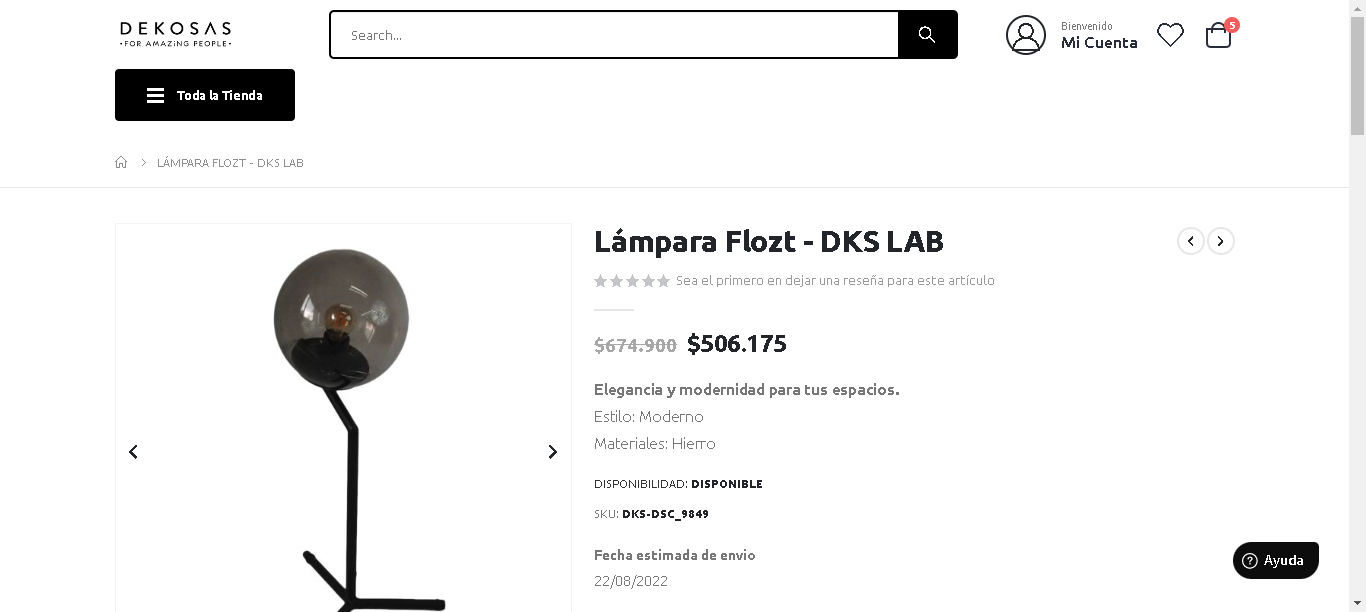 DEKOSAS
•FOR AMAZING PEOPLE•
Search...
Bienvenido
Mi Cuenta
5
Toda la Tienda
LÁMPARA FLOZT - DKS LAB
Lámpara Flozt - DKS LAB
Sea el primero en dejar una reseña para este artículo
$674.900 $506.175
Elegancia y modernidad para tus espacios.
Estilo: Moderno
Materiales: Hierro
DISPONIBILIDAD: DISPONIBLE
SKU: DKS-DSC_9849
Fecha estimada de envio
22/08/2022
Ayuda